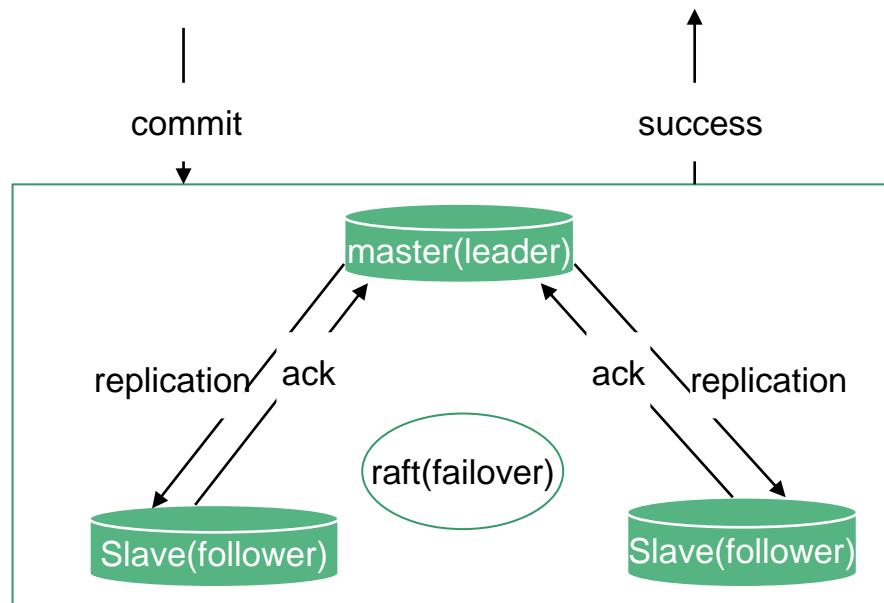 commit
success
master(leader)
replication
ack
ack
replication
raft(failover)
Slave(follower)
Slave(follower)